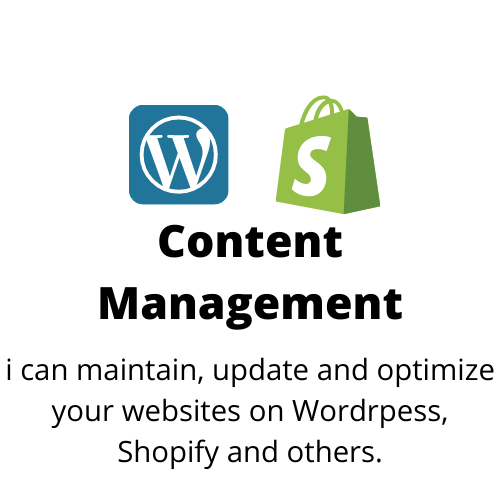 Content
Management
i can maintain, update and optimize
your websites on Wordrpess,
Shopify and others.